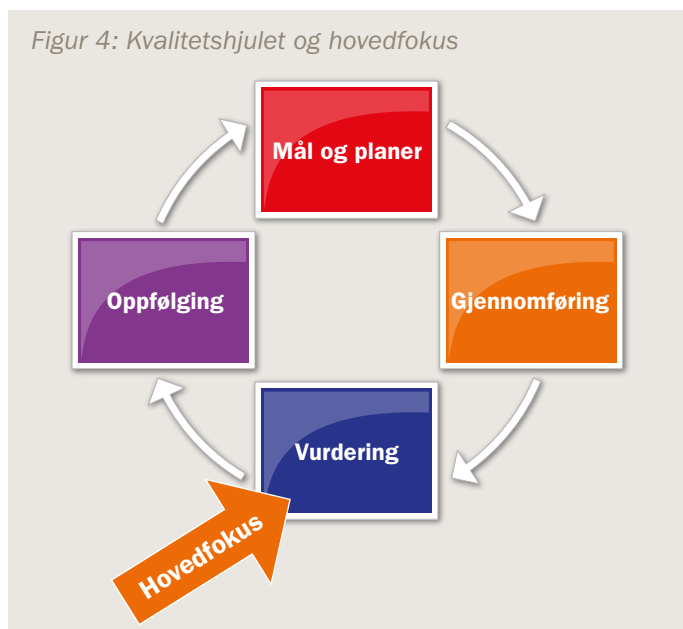 Figur 4: Kvalitetshjulet og hovedfokus
Mål og planer
Oppfølging
Gjennomføring
Vurdering
Hovedfokus